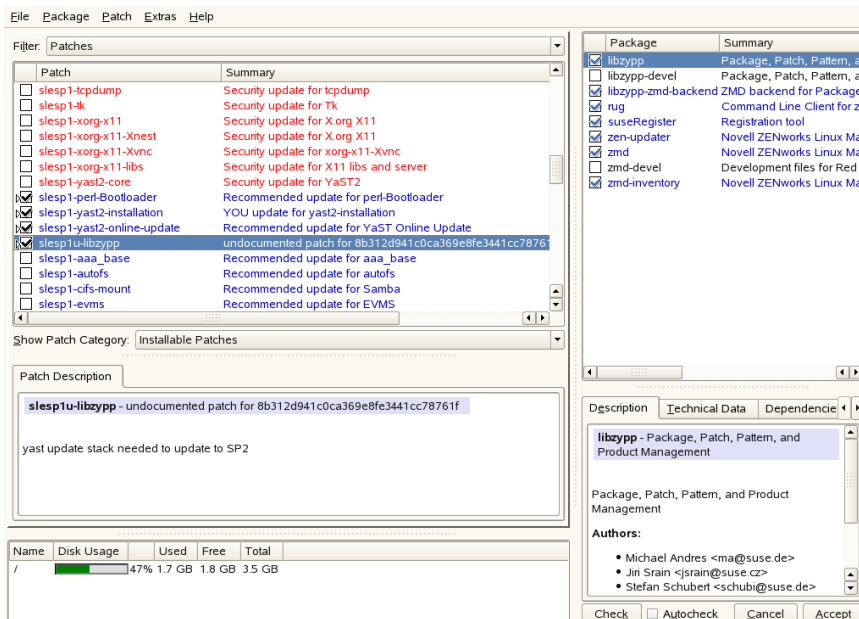 File Package Patch Extras Help
Filter: Patches
Patch Summary
slesp1-tcpdump Security update for tcpdump
slesp1-tk Security update for Tk
slesp1-xorg-x11 Security update for X.org X11
slesp1-xorg-x11-Xnest Security update for X.org X11
slesp1-xorg-x11-Xvnc Security update for xorg-x11-Xvnc
slesp1-xorg-x11-libs Security update for X11 libs and server
slesp1-yast2-core Security update for YaST2
slesp1-perl-Bootloader Recommended update for perl-Bootloader
slesp1-yast2-installation YOU update for yast2-installation
slesp1-yast2-online-update Recommended update for YaST Online Update
slesp1u-libzypp undocumented patch for 8b312d941c0ca369e8fe3441cc78761
slesp1-aaa_base Recommended update for aaa_base
slesp1-autofs Recommended update for autofs
slesp1-cifs-mount Recommended update for Samba
slesp1-evms Recommended update for EVMS
Show Patch Category: Installable Patches
Patch Description
slesp1u-libzypp - undocumented patch for 8b312d941c0ca369e8fe3441cc78761f
yast update stack needed to update to SP2
Name Disk Usage Used Free Total
/ 47% 1.7 GB 1.8 GB 3.5 GB
Package Summary
libzypp Package, Patch, Pattern, a
libzypp-devel Package, Patch, Pattern, a
libzypp-zmd-backend ZMD backend for Package
rug Command Line Client for z
suseRegister Registration tool
zen-updater Novell ZENworks Linux Ma
zmd Novell ZENworks Linux Ma
zmd-devel Development files for Red
zmd-inventory Novell ZENworks Linux Ma
Description Technical Data Dependencie
libzypp - Package, Patch, Pattern, and
Product Management
Package, Patch, Pattern, and Product
Management
Authors:
• Michael Andres <ma@suse.de>
• Jiri Srain <jsrain@suse.cz>
• Stefan Schubert <schubi@suse.de>
Check Autocheck Cancel Accept